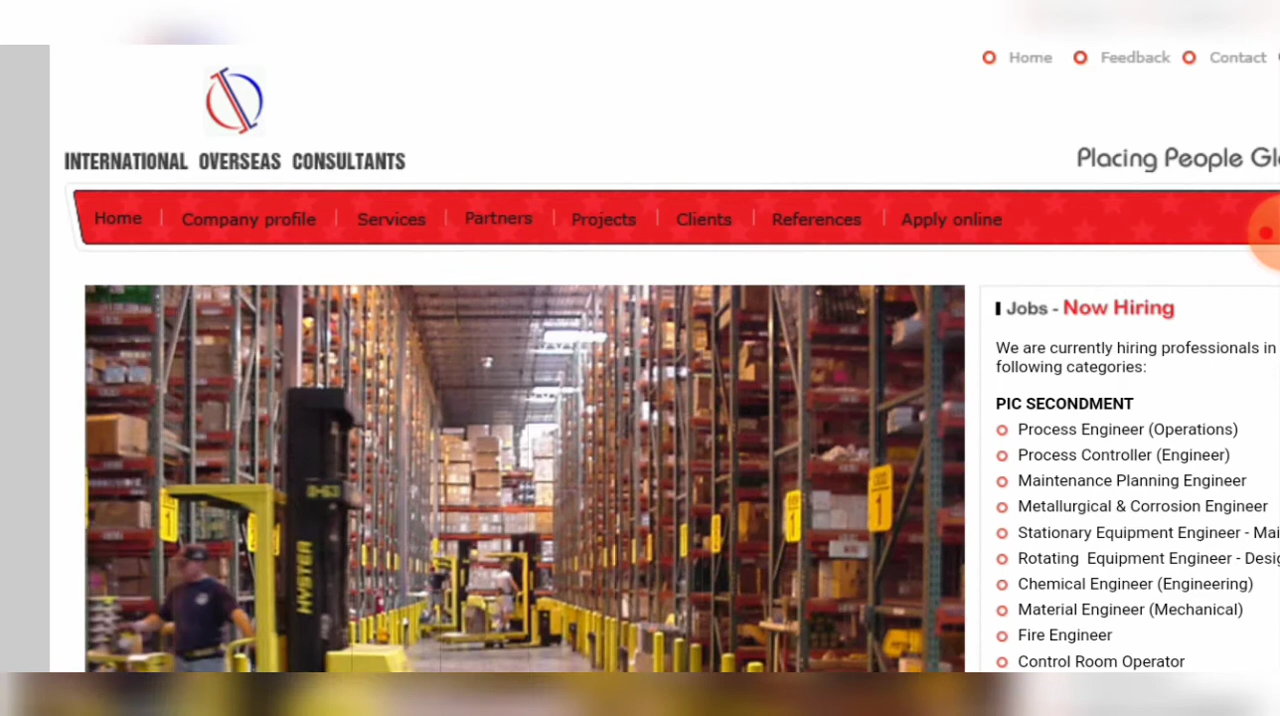 Home Feedback Contact
INTERNATIONAL OVERSEAS CONSULTANTS
Placing People
Home | Company profile | Services | Partners | Projects | Clients | References | Apply online
Jobs - Now Hiring
We are currently hiring professionals in
following categories:
PIC SECONDMENT
Process Engineer (Operations)
Process Controller (Engineer)
Maintenance Planning Engineer
Metallurgical & Corrosion Engineer
Stationary Equipment Engineer -
Rotating Equipment Engineer -
Chemical Engineer (Engineering)
Material Engineer (Mechanical)
Fire Engineer
Control Room Operator
HYSTER
1
1
1